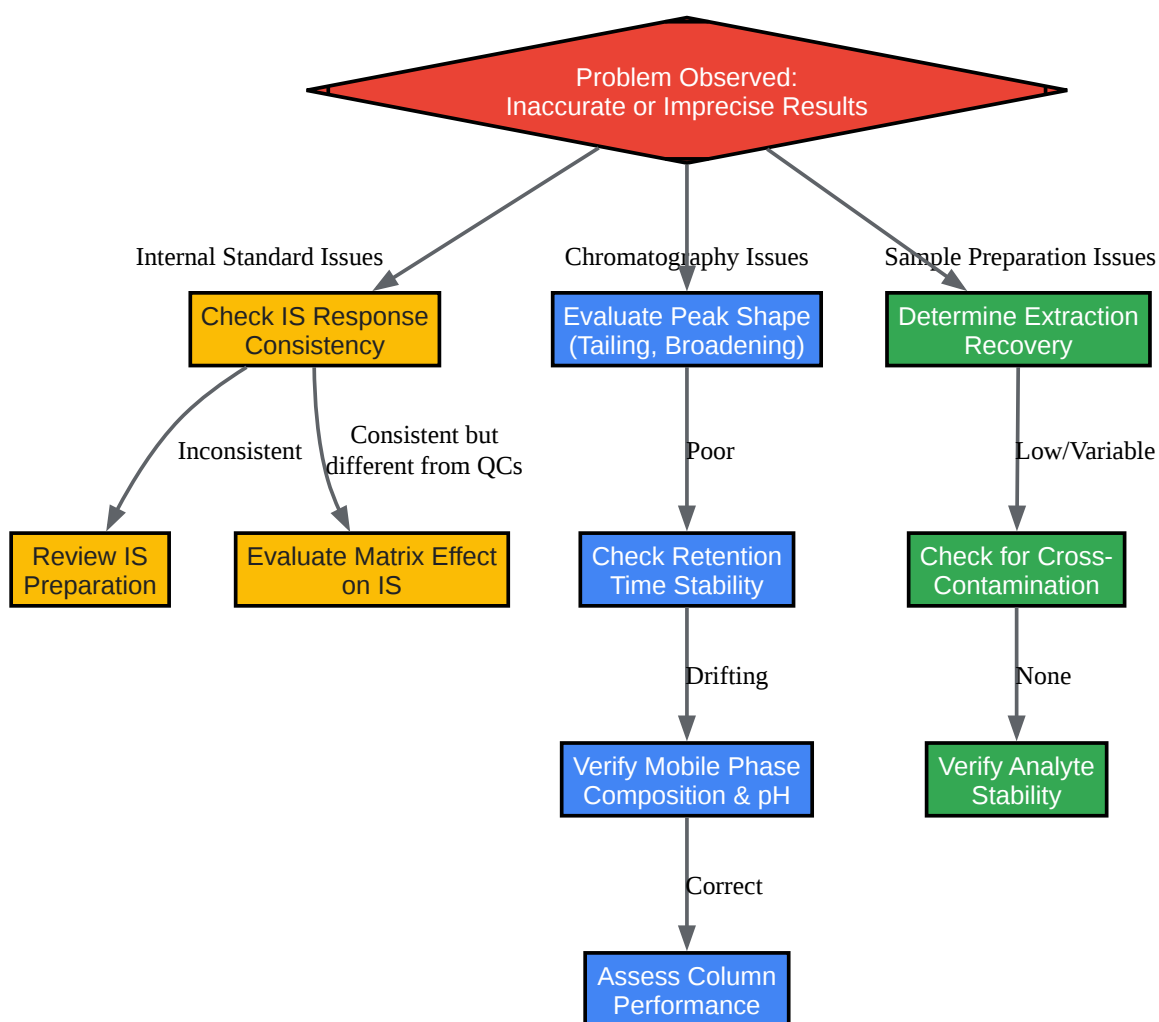 Problem Observed:
Inaccurate or Imprecise Results
Internal Standard Issues
Chromatography Issues
Sample Preparation Issues
Check IS Response
Consistency
Evaluate Peak Shape
(Tailing, Broadening)
Determine Extraction
Recovery
Inconsistent
Consistent but
different from QCs
Poor
Low/Variable
Review IS
Preparation
Evaluate Matrix Effect
on IS
Check Retention
Time Stability
Check for Cross-
Contamination
Drifting
None
Verify Mobile Phase
Composition & pH
Verify Analyte
Stability
Correct
Assess Column
Performance